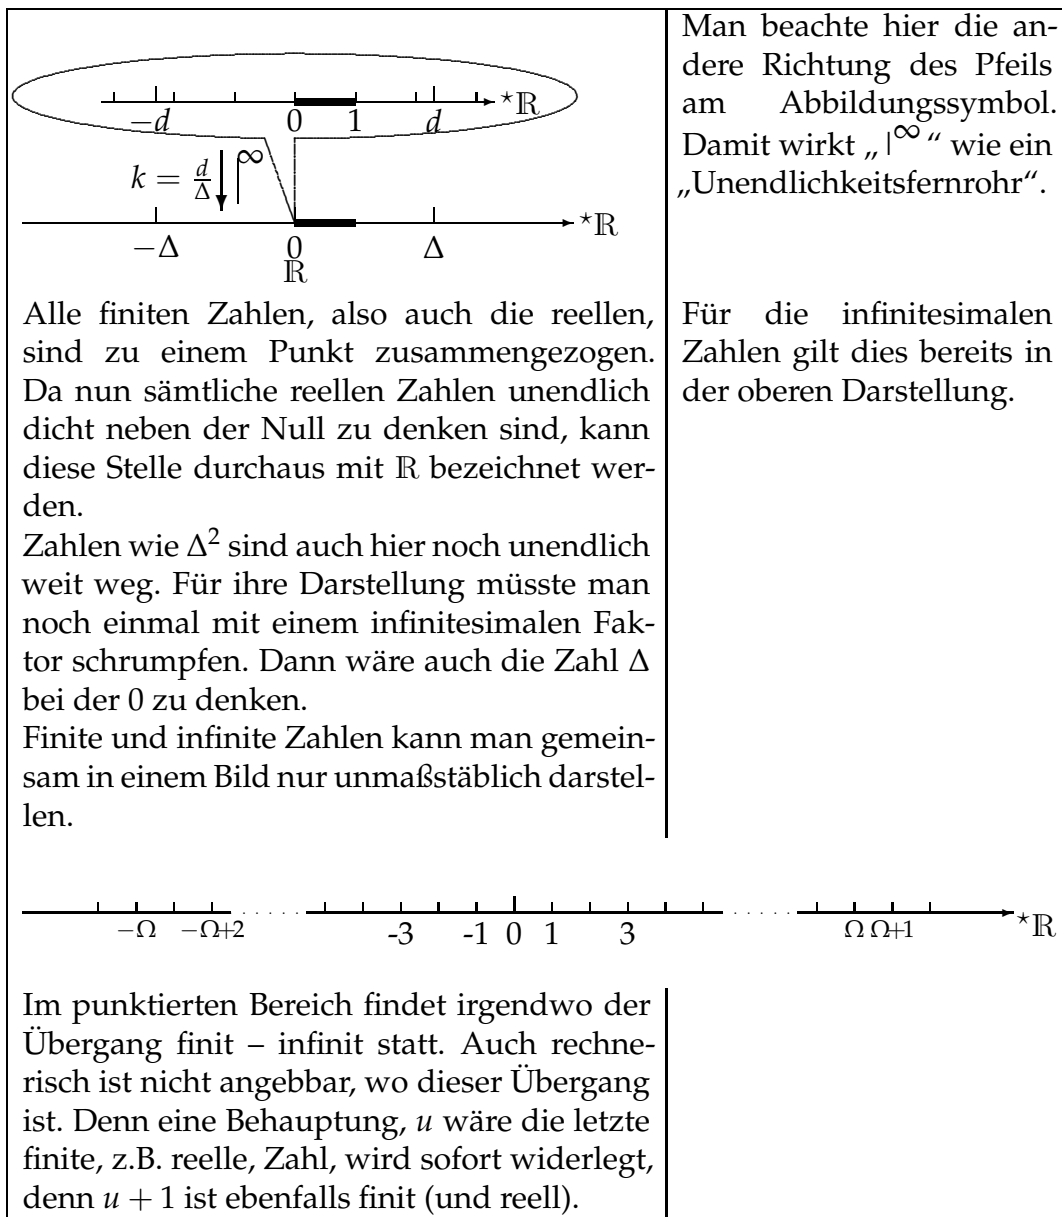 Man beachte hier die an-
dere Richtung des Pfeils
am Abbildungssymbol.
Damit wirkt „ |∞ “ wie ein
„Unendlichkeitsfernrohr“.
−d 0 1 d ⋆ℝ
k = d/Δ ∞
−Δ 0 Δ ⋆ℝ
ℝ
Alle finiten Zahlen, also auch die reellen,
sind zu einem Punkt zusammengezogen.
Da nun sämtliche reellen Zahlen unendlich
dicht neben der Null zu denken sind, kann
diese Stelle durchaus mit ℝ bezeichnet wer-
den.
Zahlen wie Δ² sind auch hier noch unendlich
weit weg. Für ihre Darstellung müsste man
noch einmal mit einem infinitesimalen Fak-
tor schrumpfen. Dann wäre auch die Zahl Δ
bei der 0 zu denken.
Finite und infinite Zahlen kann man gemein-
sam in einem Bild nur unmaßstäblich darstel-
len.
Für die infinitesimalen
Zahlen gilt dies bereits in
der oberen Darstellung.
−Ω −Ω+2 -3 -1 0 1 3 Ω Ω+1 ⋆ℝ
Im punktierten Bereich findet irgendwo der
Übergang finit – infinit statt. Auch rechne-
risch ist nicht angebbar, wo dieser Übergang
ist. Denn eine Behauptung, u wäre die letzte
finite, z.B. reelle, Zahl, wird sofort widerlegt,
denn u + 1 ist ebenfalls finit (und reell).